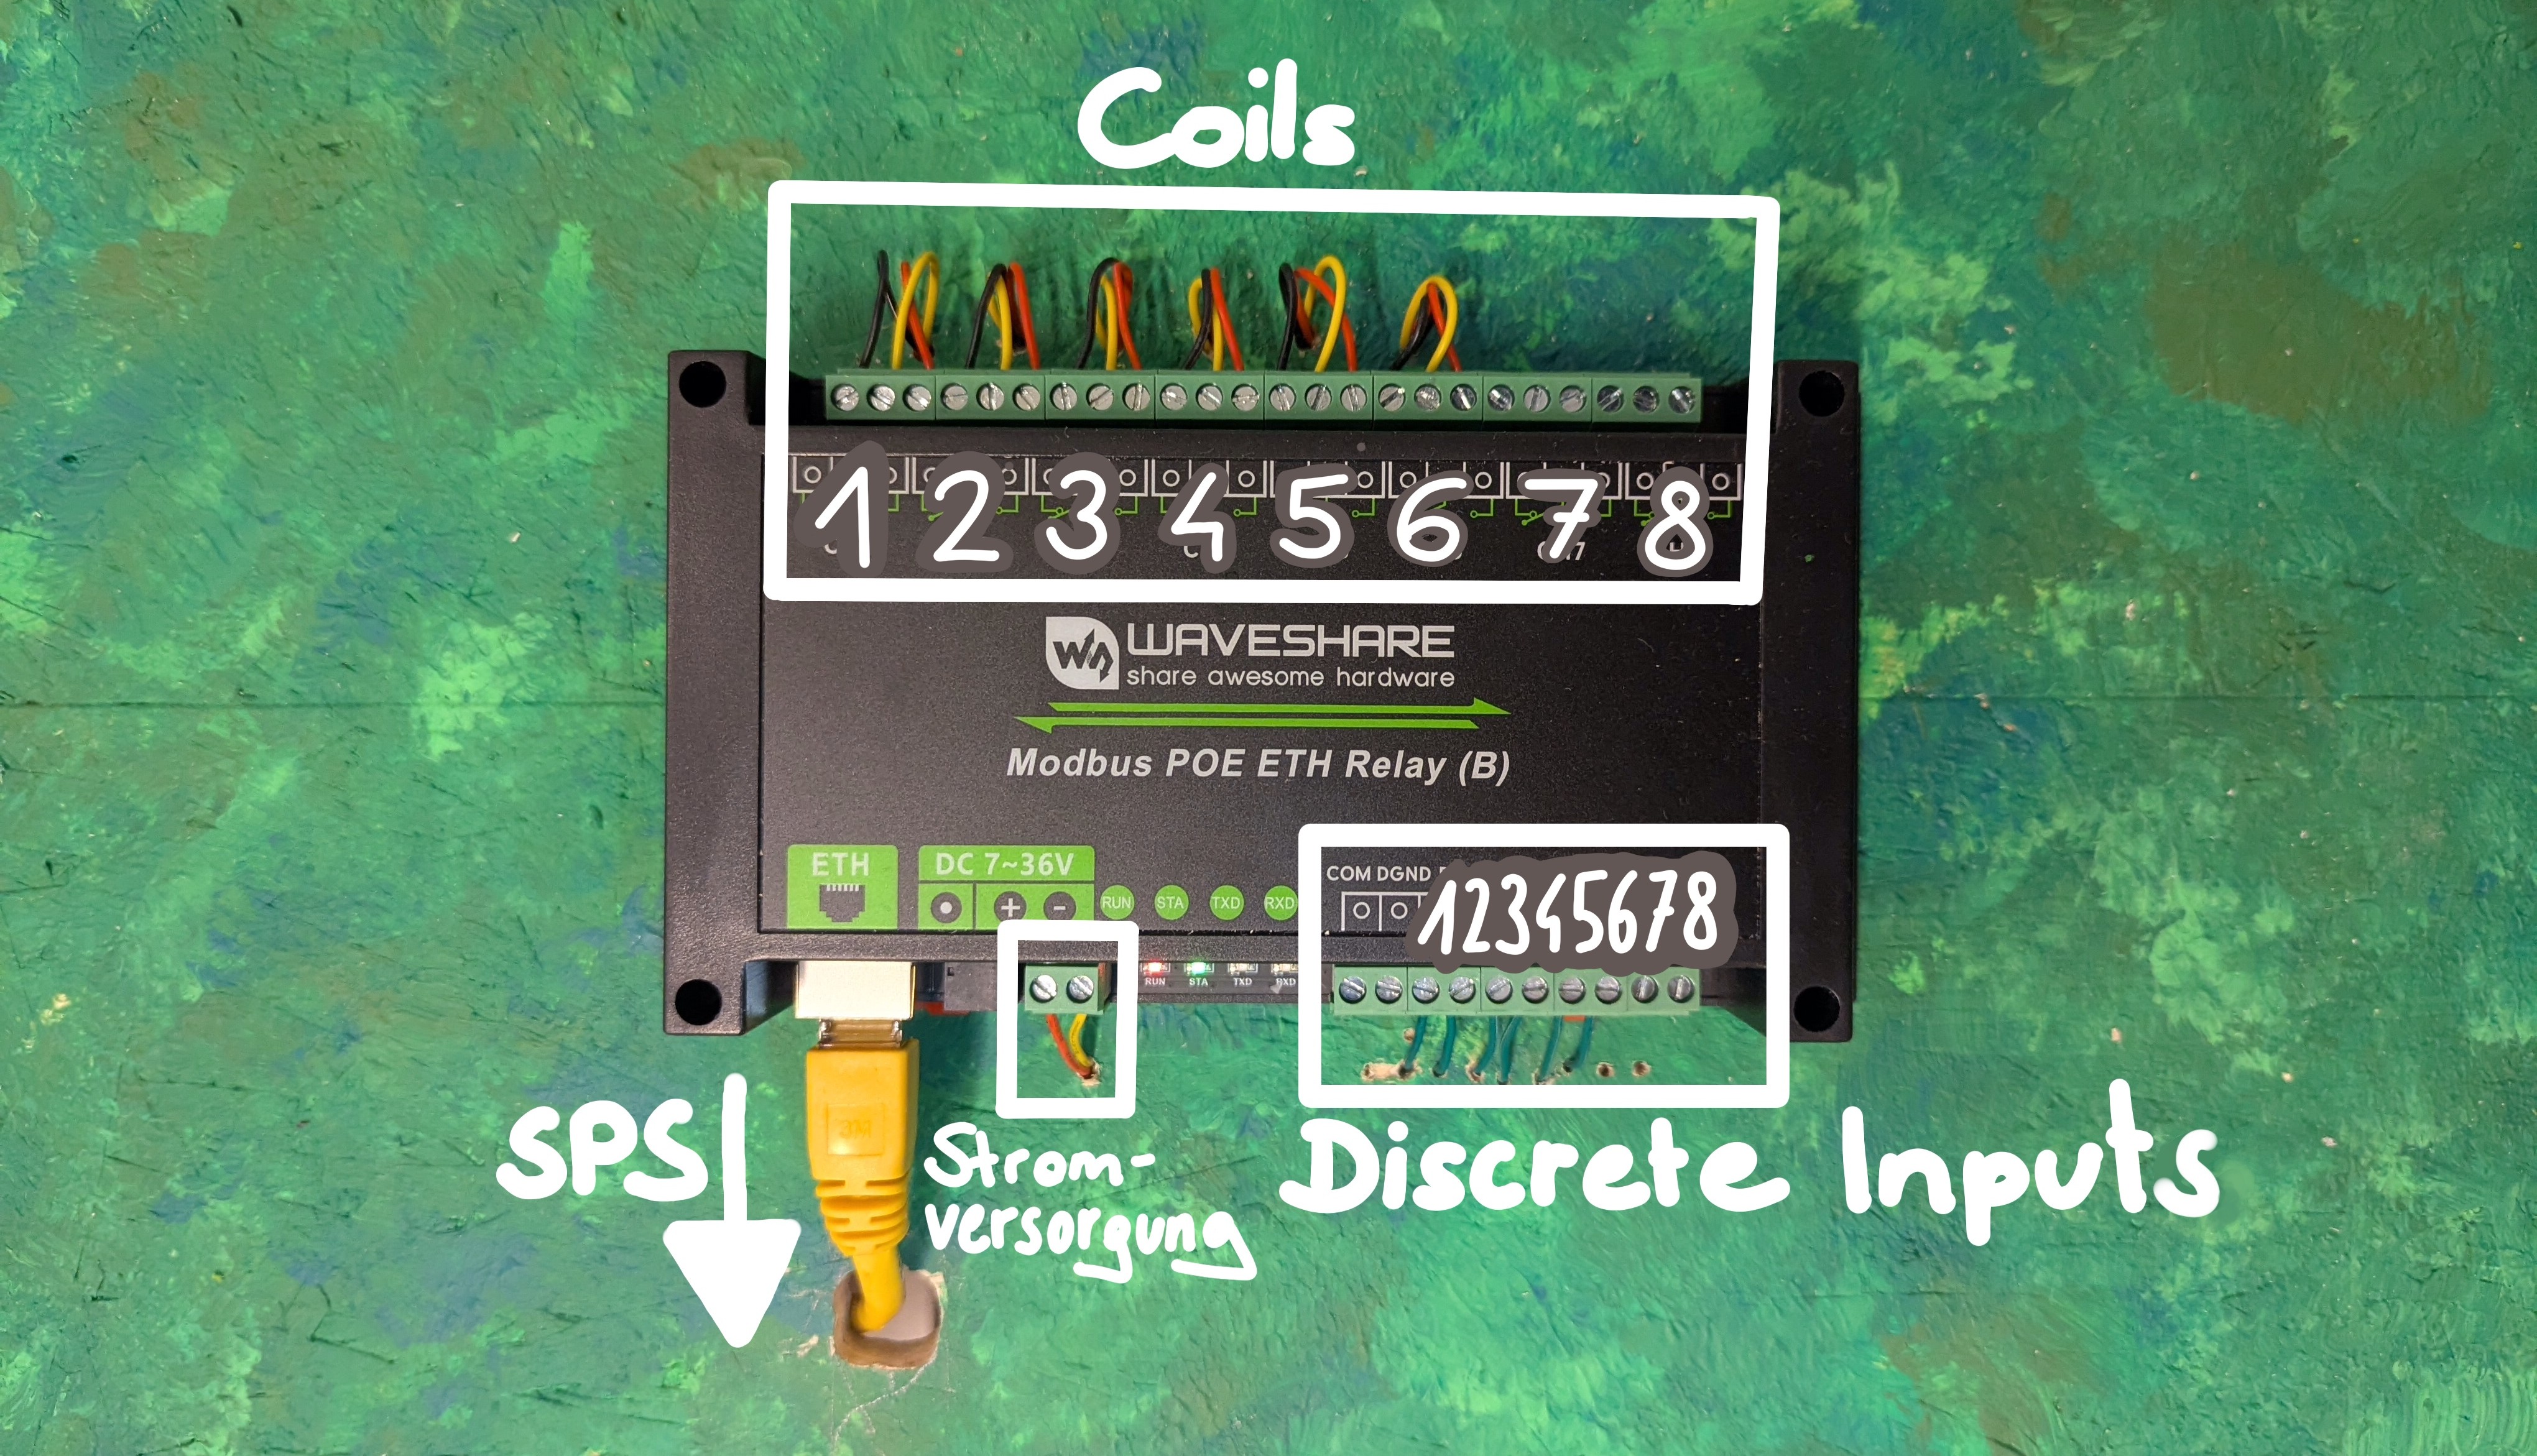 Coils
1 2 3 4 5 6 7 8
WAVESHARE
share awesome hardware
Modbus POE ETH Relay (B)
ETH
DC 7~36V
RUN STA TXD RXD
COM DGND
12345678
RUN STA TXD RXD
SPS
Strom-
versorgung
Discrete Inputs
3M